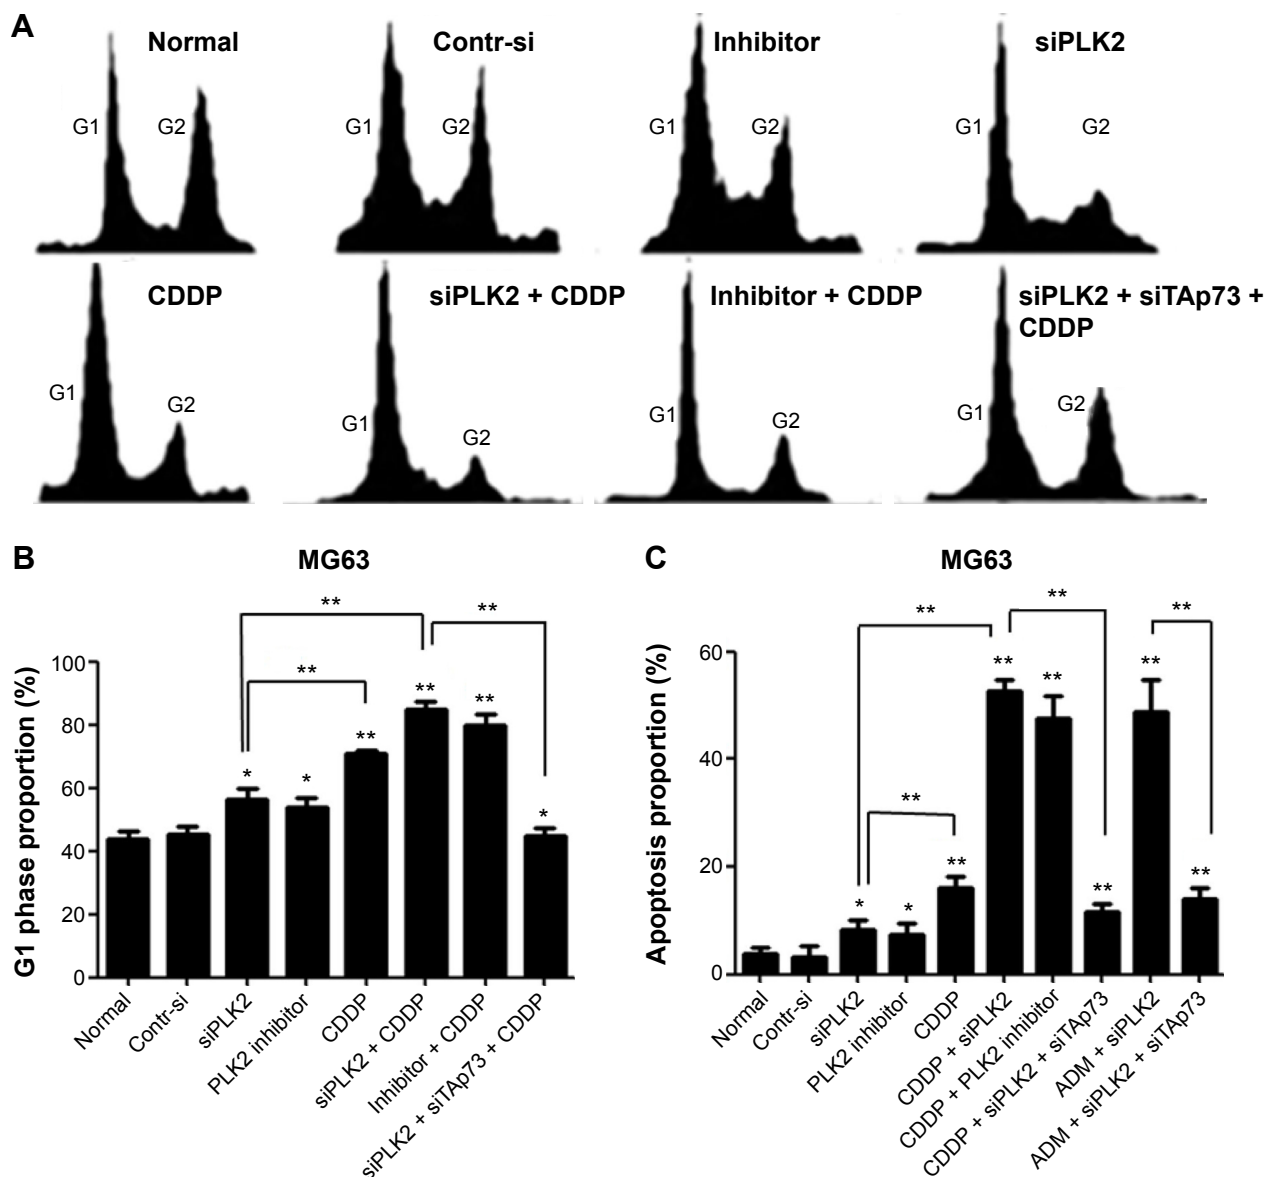 A
Normal
Contr-si
Inhibitor
siPLK2
G1
G2
G1
G2
G1
G2
G1
G2
CDDP
siPLK2 + CDDP
Inhibitor + CDDP
siPLK2 + siTAp73 +
CDDP
G1
G2
G1
G2
G1
G2
G1
G2
B
MG63
G1 phase proportion (%)
100
80
60
40
20
0
**
**
**
*
*
**
**
**
*
Normal
Contr-si
siPLK2
PLK2 inhibitor
CDDP
siPLK2 + CDDP
Inhibitor + CDDP
siPLK2 + siTAp73 + CDDP
C
MG63
Apoptosis proportion (%)
60
40
20
0
**
**
**
**
*
*
**
**
**
**
**
**
Normal
Contr-si
siPLK2
PLK2 inhibitor
CDDP
CDDP + siPLK2
CDDP + PLK2 inhibitor
CDDP + siPLK2 + siTAp73
ADM + siPLK2
ADM + siPLK2 + siTAp73